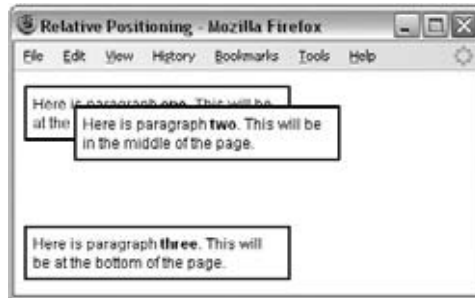 Relative Positioning - Mozilla Firefox
File Edit View History Bookmarks Tools Help
Here is paragraph one. This will be
at the
Here is paragraph two. This will be
in the middle of the page.
Here is paragraph three. This will
be at the bottom of the page.